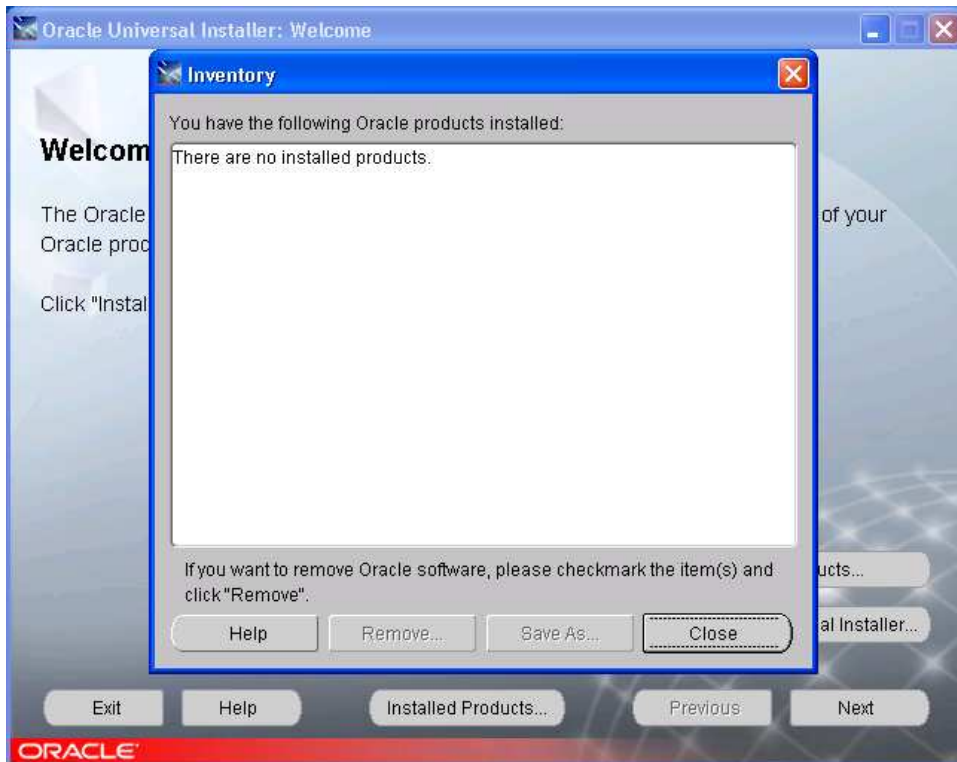 Oracle Universal Installer: Welcome
Inventory
You have the following Oracle products installed:
There are no installed products.
Welcom
The Oracle
of your
Oracle prod
Click "Instal
If you want to remove Oracle software, please checkmark the item(s) and
click "Remove".
ucts...
al Installer...
Help
Remove...
Save As...
Close
Exit
Help
Installed Products...
Previous
Next
ORACLE